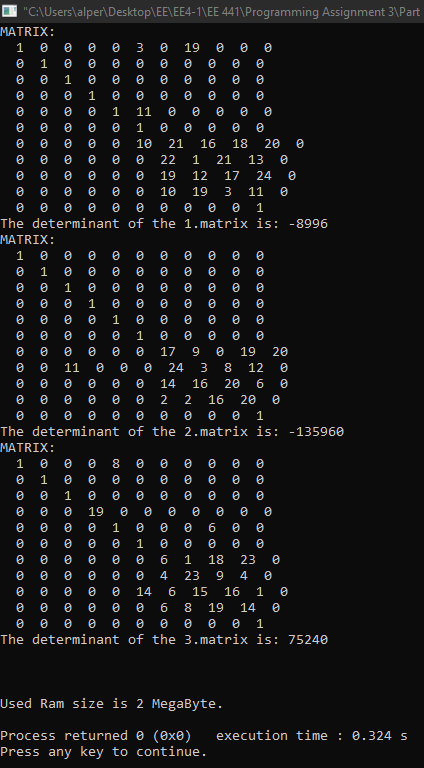 "C:\Users\alper\Desktop\EE\EE4-1\EE 441\Programming Assignment 3\Part
MATRIX:
1 0 0 0 0 3 0 19 0 0 0
0 1 0 0 0 0 0 0 0 0 0
0 0 1 0 0 0 0 0 0 0 0
0 0 0 1 0 0 0 0 0 0 0
0 0 0 0 1 11 0 0 0 0 0
0 0 0 0 0 1 0 0 0 0 0
0 0 0 0 0 10 21 16 18 20 0
0 0 0 0 0 0 22 1 21 13 0
0 0 0 0 0 0 19 12 17 24 0
0 0 0 0 0 0 10 19 3 11 0
0 0 0 0 0 0 0 0 0 0 1
The determinant of the 1.matrix is: -8996
MATRIX:
1 0 0 0 0 0 0 0 0 0 0
0 1 0 0 0 0 0 0 0 0 0
0 0 1 0 0 0 0 0 0 0 0
0 0 0 1 0 0 0 0 0 0 0
0 0 0 0 1 0 0 0 0 0 0
0 0 0 0 0 1 0 0 0 0 0
0 0 0 0 0 0 17 9 0 19 20
0 0 11 0 0 0 24 3 8 12 0
0 0 0 0 0 0 14 16 20 6 0
0 0 0 0 0 0 2 2 16 20 0
0 0 0 0 0 0 0 0 0 0 1
The determinant of the 2.matrix is: -135960
MATRIX:
1 0 0 0 8 0 0 0 0 0 0
0 1 0 0 0 0 0 0 0 0 0
0 0 1 0 0 0 0 0 0 0 0
0 0 0 19 0 0 0 0 0 0 0
0 0 0 0 1 0 0 0 6 0 0
0 0 0 0 0 1 0 0 0 0 0
0 0 0 0 0 0 6 1 18 23 0
0 0 0 0 0 0 4 23 9 4 0
0 0 0 0 0 14 6 15 16 1 0
0 0 0 0 0 0 6 8 19 14 0
0 0 0 0 0 0 0 0 0 0 1
The determinant of the 3.matrix is: 75240
Used Ram size is 2 MegaByte.
Process returned 0 (0x0) execution time : 0.324 s
Press any key to continue.